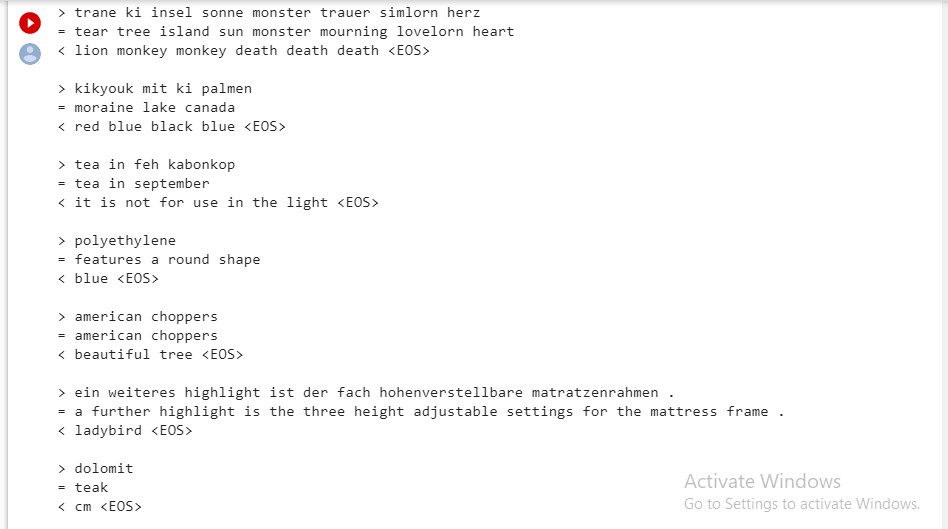 > trane ki insel sonne monster trauer simlorn herz
= tear tree island sun monster mourning lovelorn heart
< lion monkey monkey death death death <EOS>
> kikyouk mit ki palmen
= moraine lake canada
< red blue black blue <EOS>
> tea in feh kabonkop
= tea in september
< it is not for use in the light <EOS>
> polyethylene
= features a round shape
< blue <EOS>
> american choppers
= american choppers
< beautiful tree <EOS>
> ein weiteres highlight ist der fach hohenverstellbare matratzenrahmen .
= a further highlight is the three height adjustable settings for the mattress frame .
< ladybird <EOS>
> dolomit
= teak
< cm <EOS>
Activate Windows
Go to Settings to activate Windows.